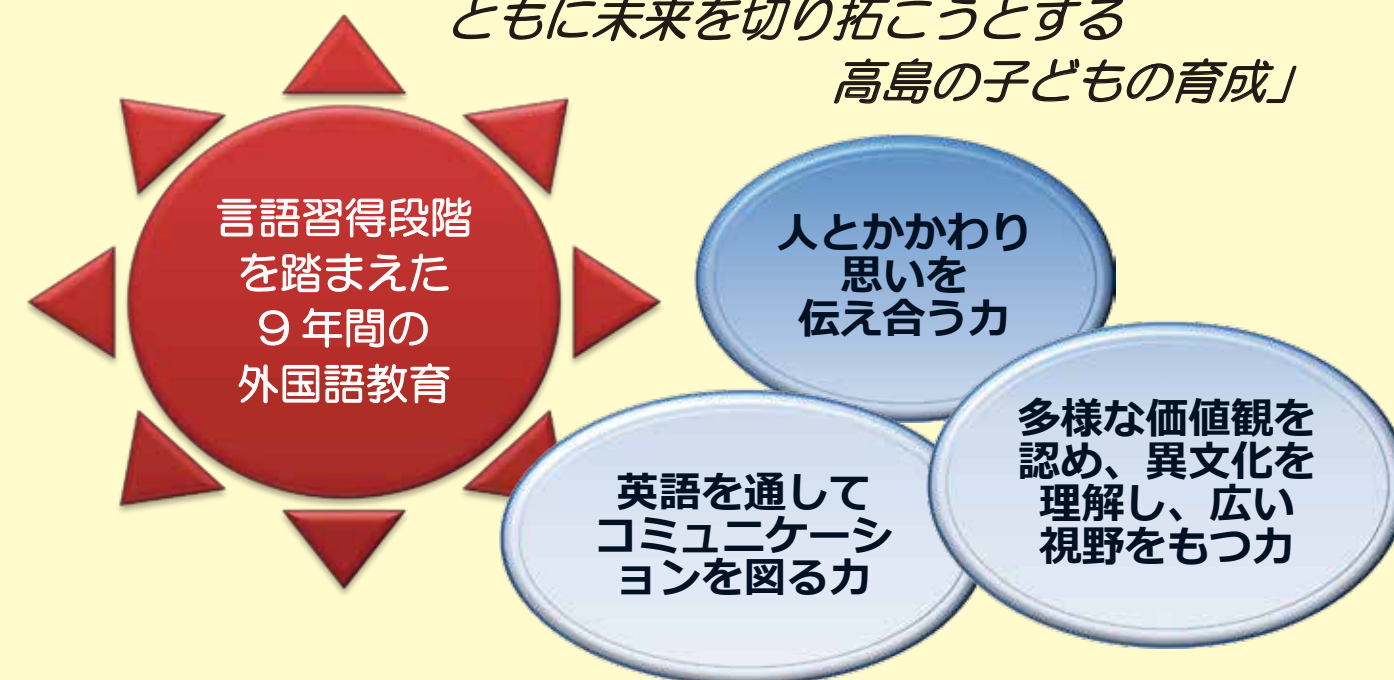 ともに未来を切り拓こうとする
高島の子どもの育成」
言語習得段階
を踏まえた
９年間の
外国語教育
人とかかわり
思いを
伝え合う力
多様な価値観を
認め、異文化を
理解し、広い
視野をもつ力
英語を通して
コミュニケーシ
ョンを図る力